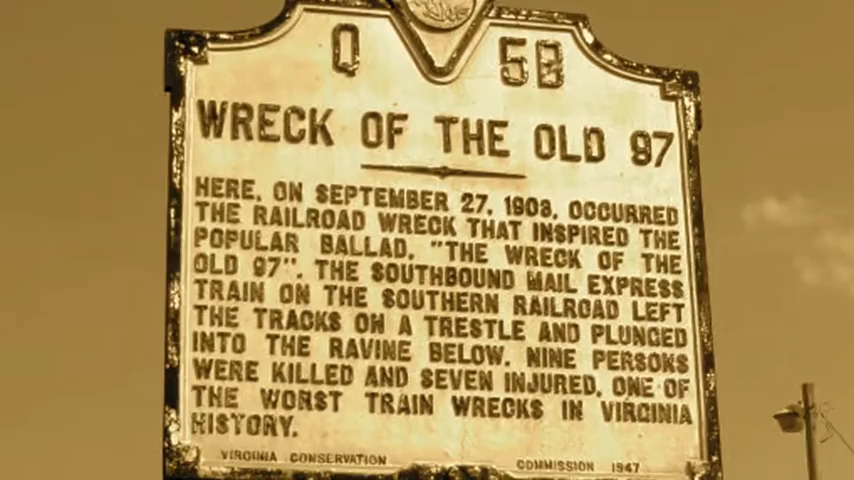 Q 5B
WRECK OF THE OLD 97
HERE, ON SEPTEMBER 27, 1903, OCCURRED
THE RAILROAD WRECK THAT INSPIRED THE
POPULAR BALLAD, "THE WRECK OF THE
OLD 97". THE SOUTHBOUND MAIL EXPRESS
TRAIN ON THE SOUTHERN RAILROAD LEFT
THE TRACKS ON A TRESTLE AND PLUNGED
INTO THE RAVINE BELOW. NINE PERSONS
WERE KILLED AND SEVEN INJURED, ONE OF
THE WORST TRAIN WRECKS IN VIRGINIA
HISTORY.
VIRGINIA CONSERVATION COMMISSION 1947